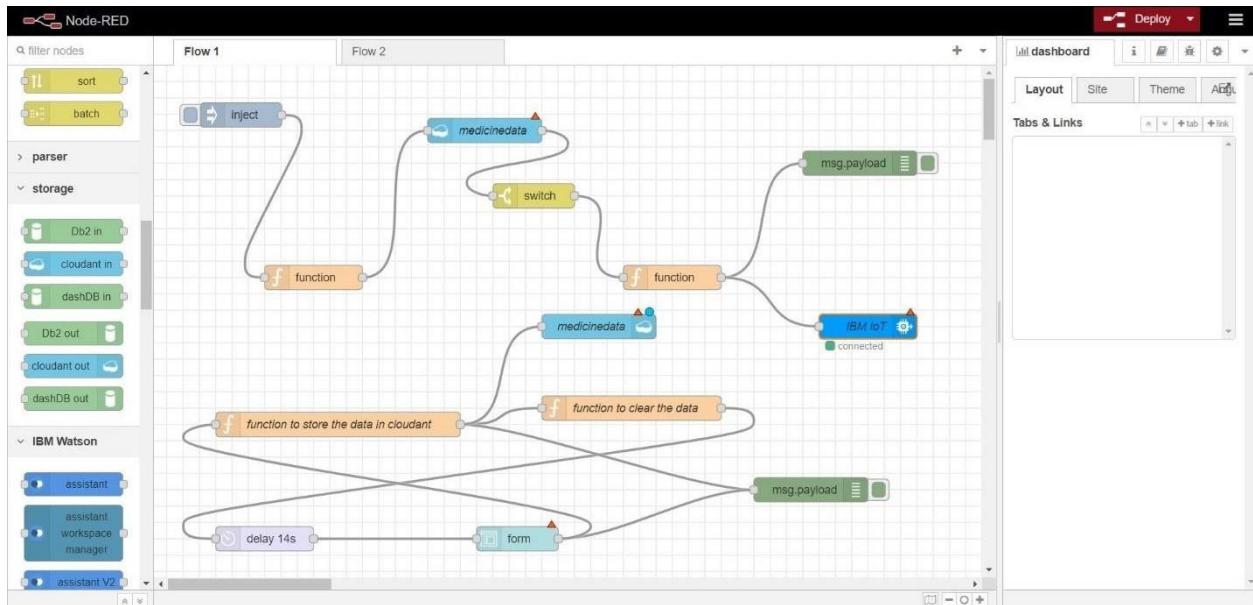 Node-RED
Deploy
filter nodes
sort
batch
parser
storage
Db2 in
cloudant in
dashDB in
Db2 out
cloudant out
dashDB out
IBM Watson
assistant
assistant
workspace
manager
assistant V2
Flow 1
Flow 2
inject
medicinedata
msg.payload
switch
function
function
medicinedata
IBM IoT
connected
function to clear the data
function to store the data in cloudant
msg.payload
delay 14s
form
dashboard
Layout
Site
Theme
Tabs & Links
+tab
+link